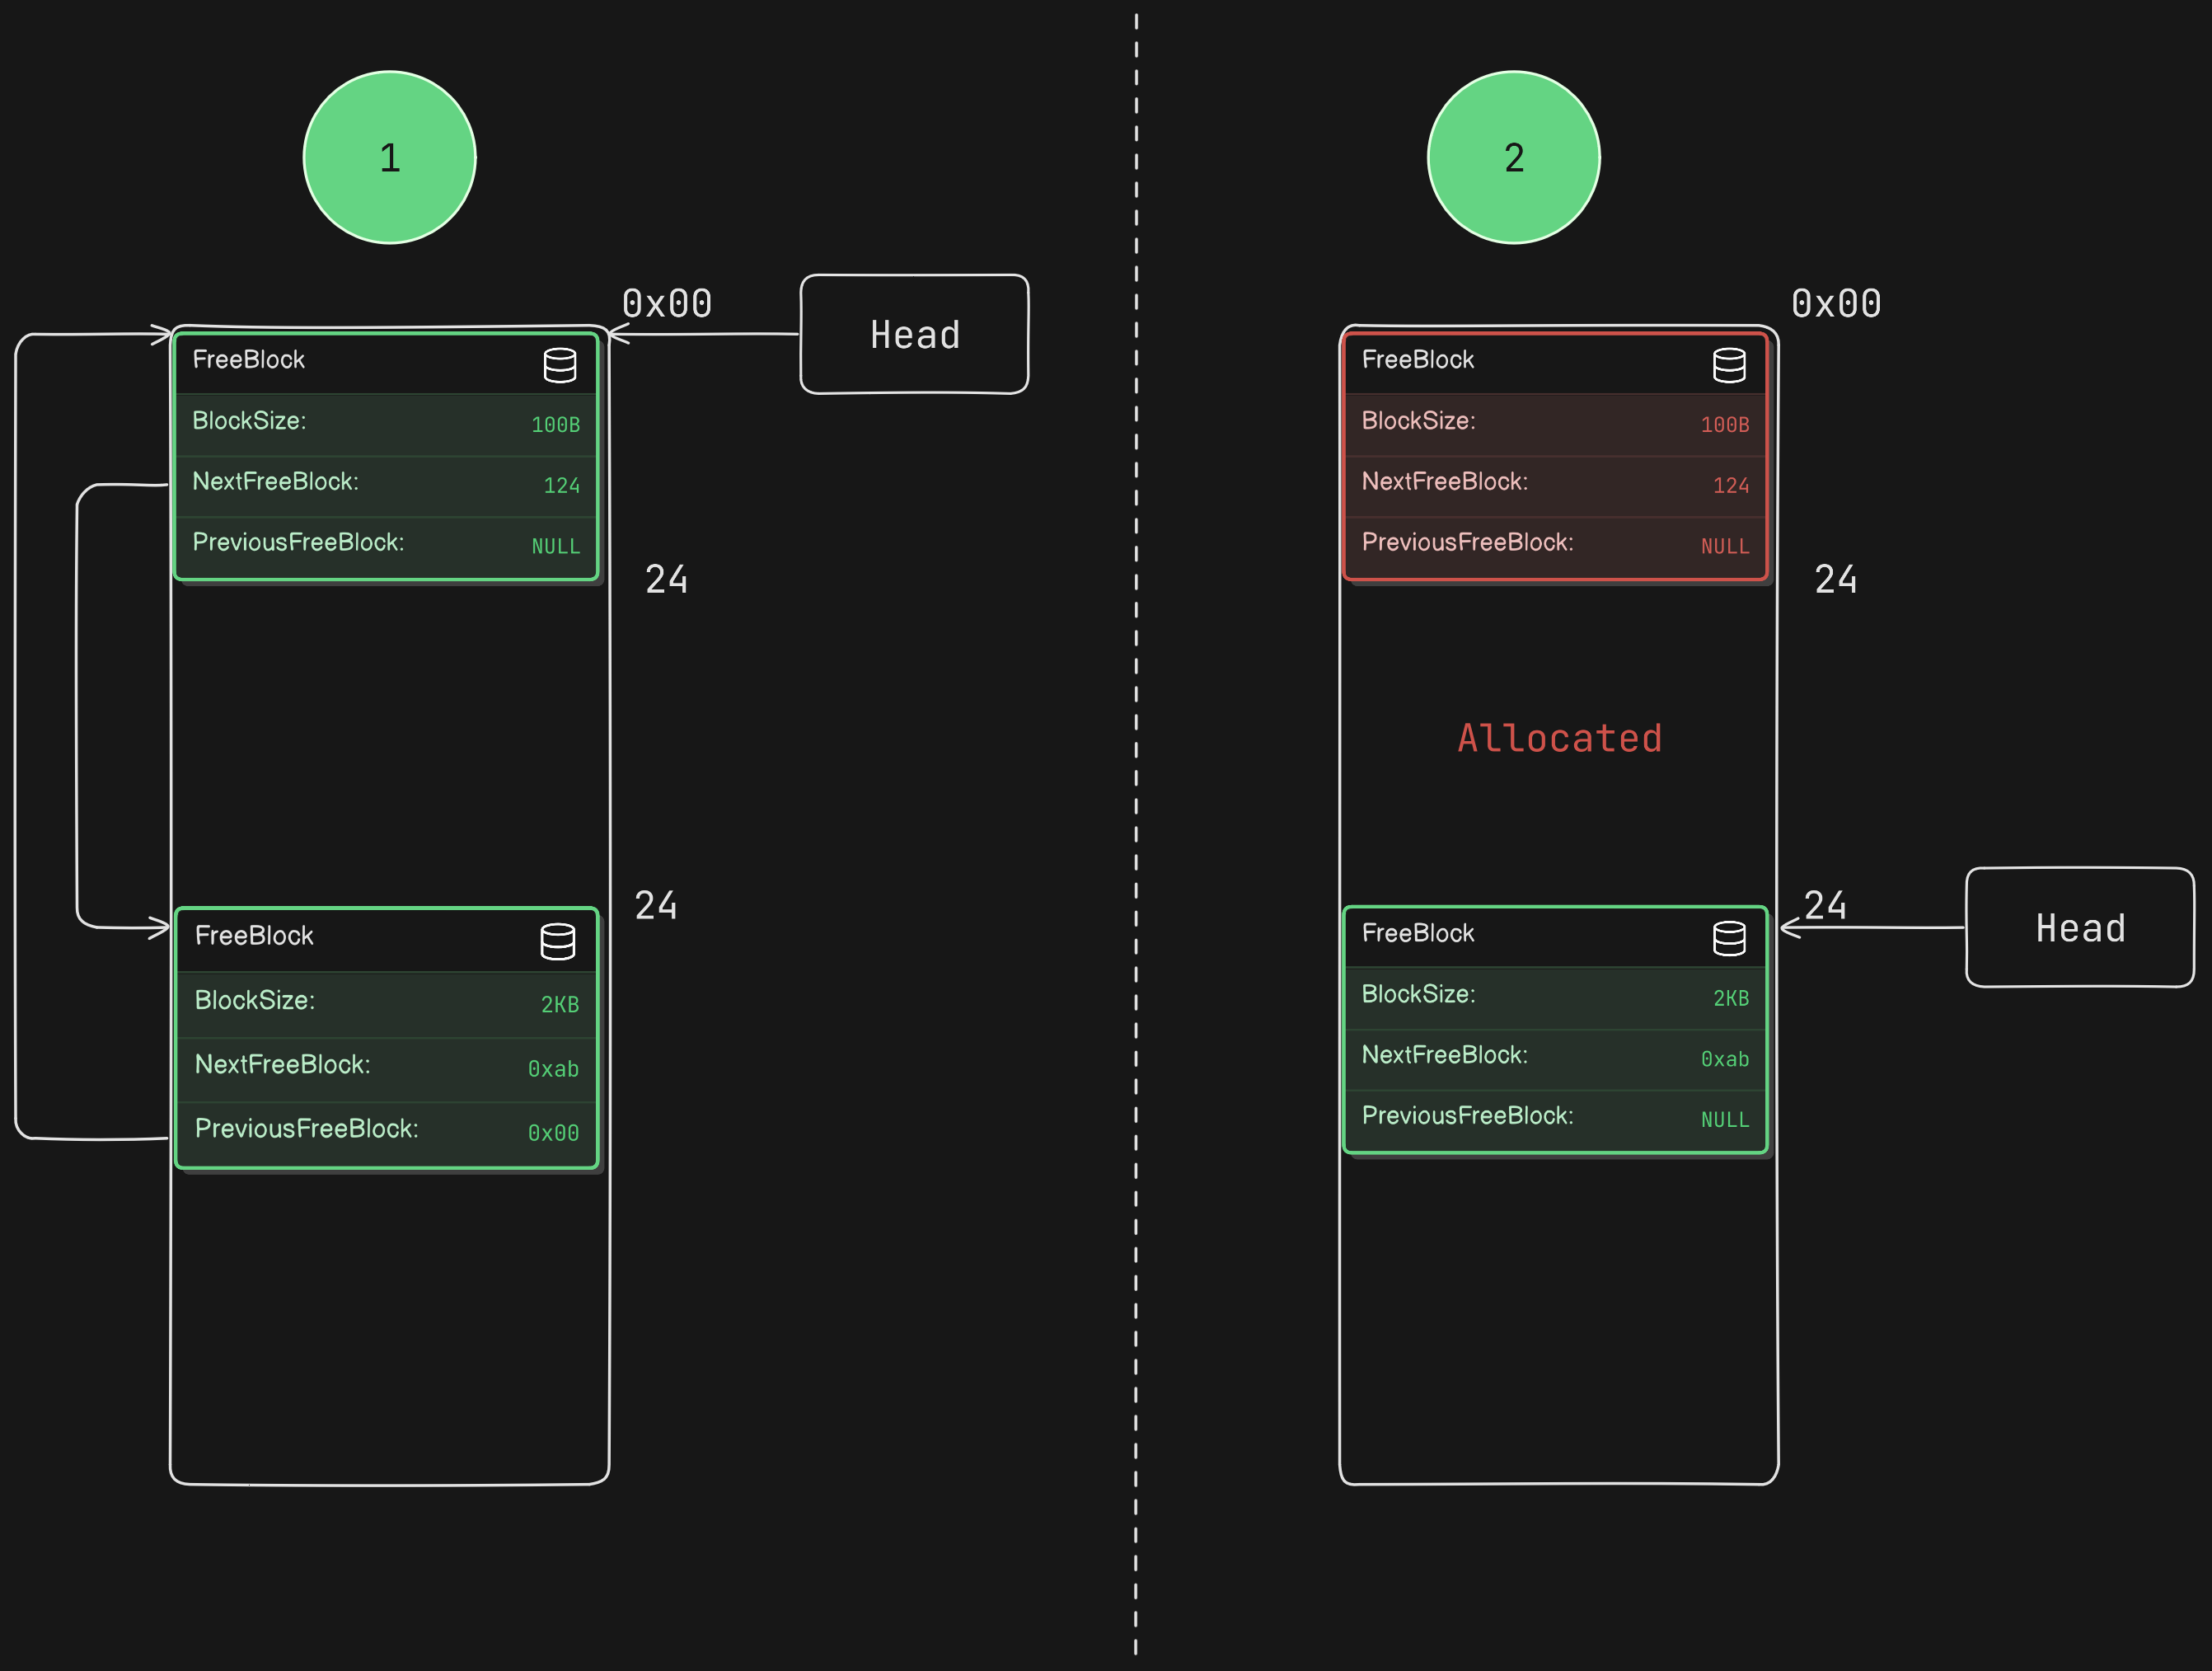 1
0x00
Head
FreeBlock
BlockSize: 100B
NextFreeBlock: 124
PreviousFreeBlock: NULL
24
24
FreeBlock
BlockSize: 2KB
NextFreeBlock: 0xab
PreviousFreeBlock: 0x00
2
0x00
FreeBlock
BlockSize: 100B
NextFreeBlock: 124
PreviousFreeBlock: NULL
24
Allocated
24
Head
FreeBlock
BlockSize: 2KB
NextFreeBlock: 0xab
PreviousFreeBlock: NULL